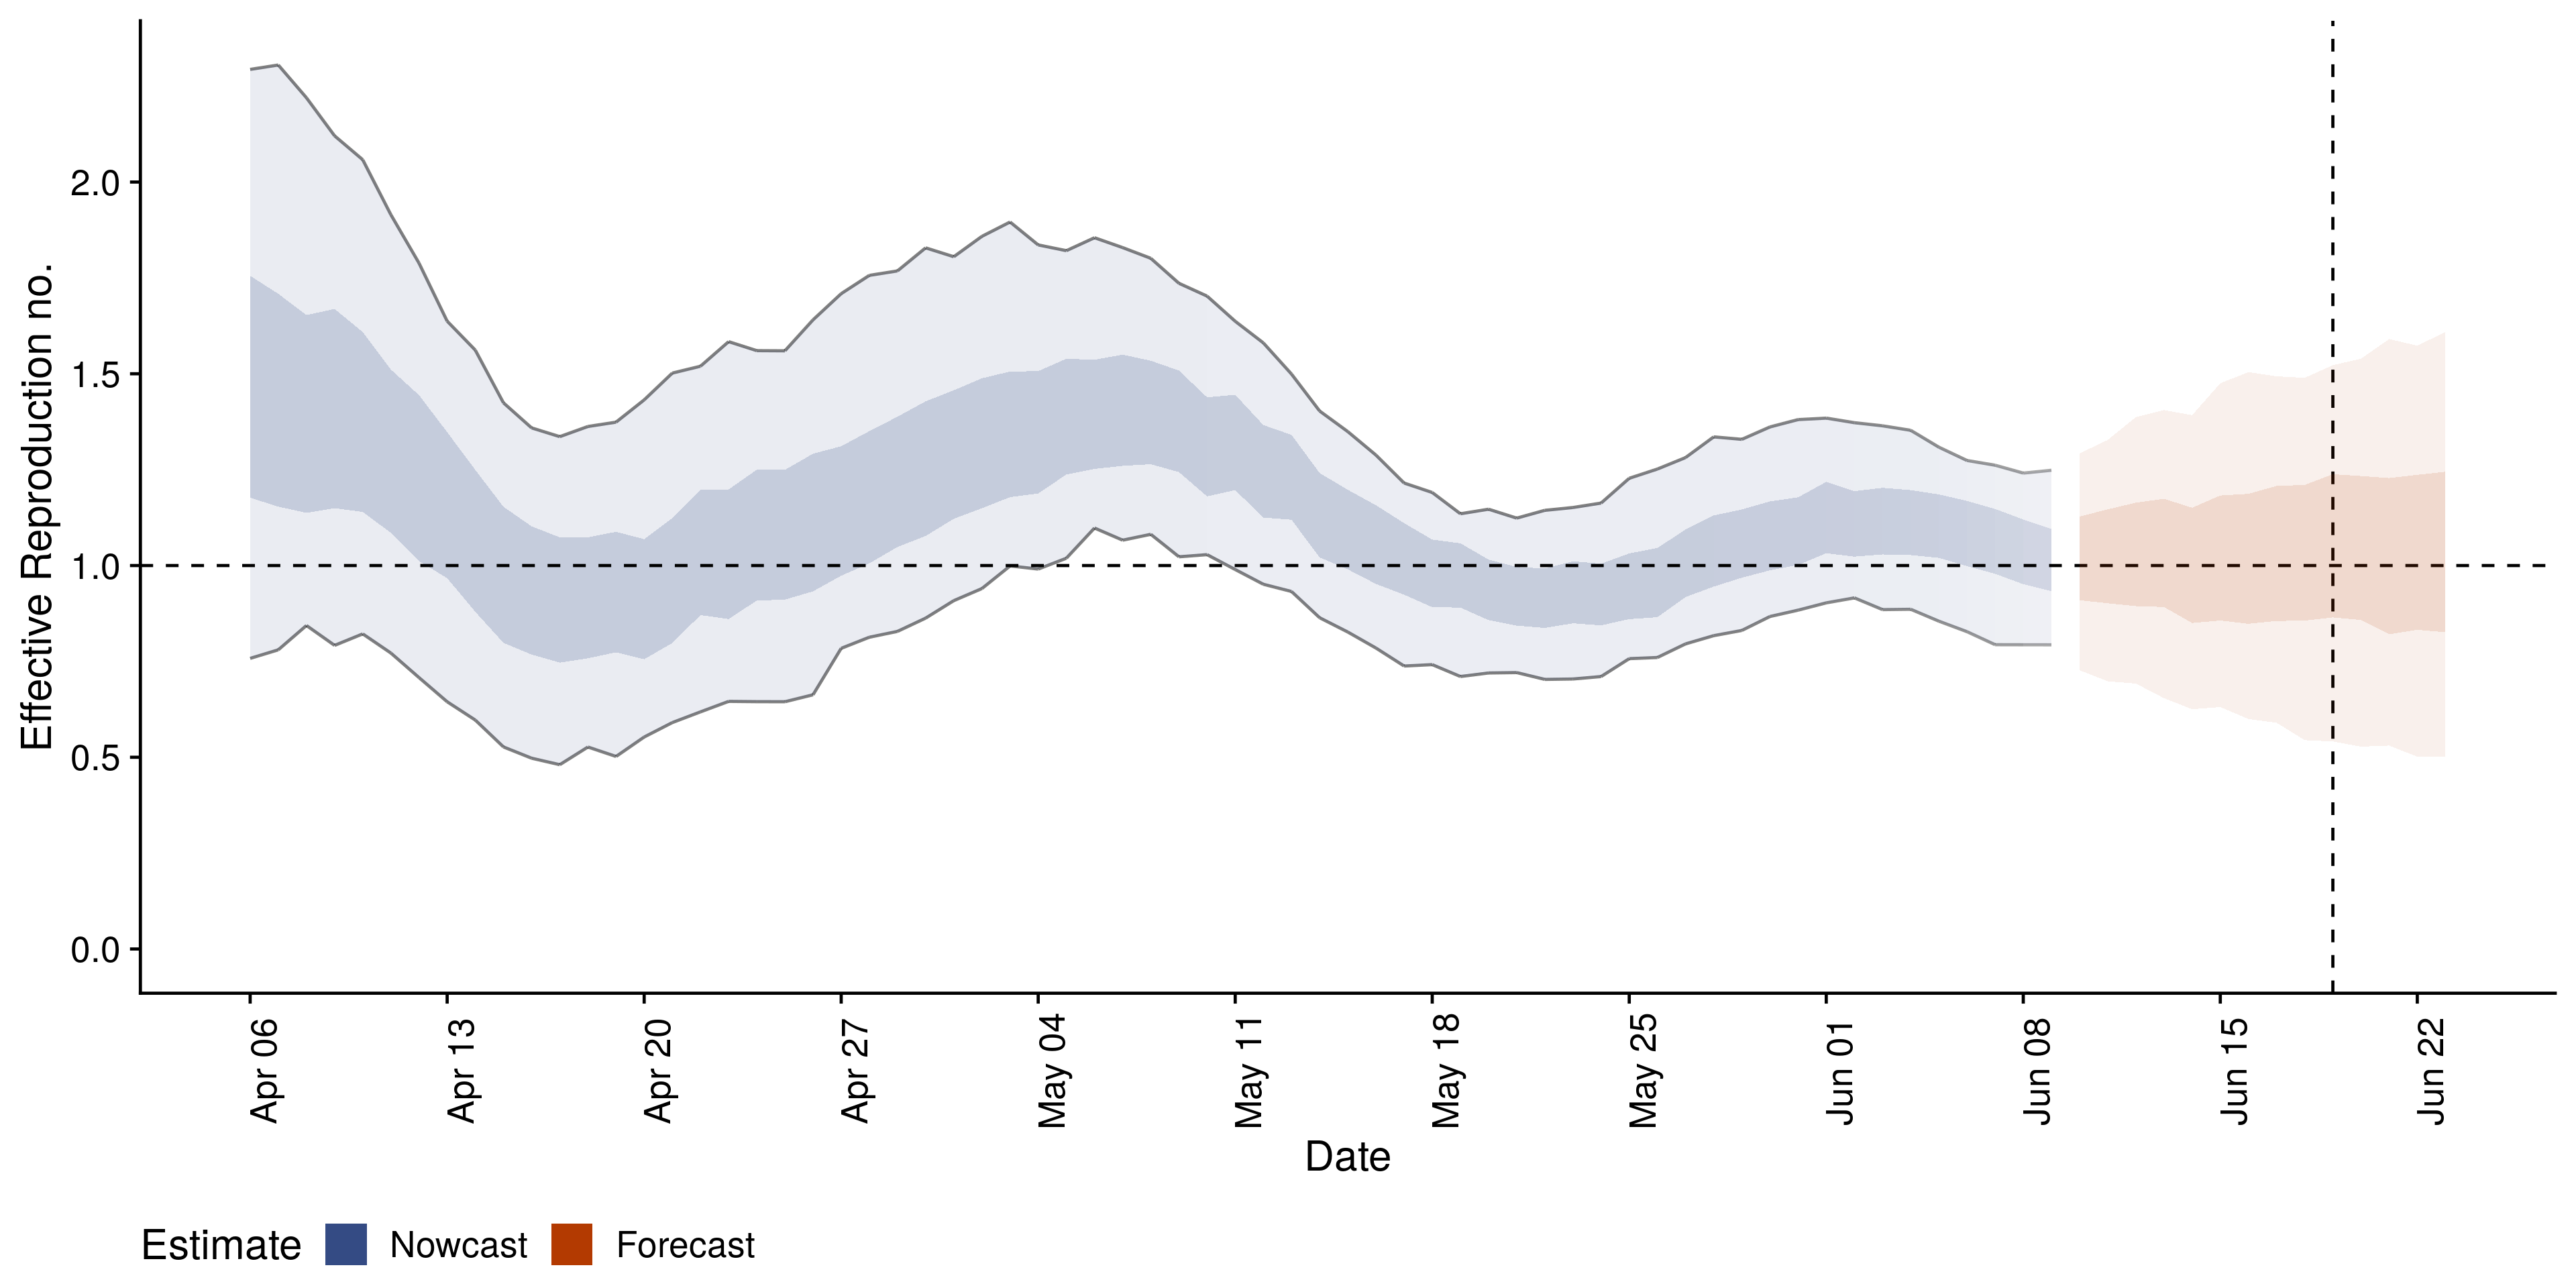 Effective Reproduction no.
2.0
1.5
1.0
0.5
0.0
Apr 06
Apr 13
Apr 20
Apr 27
May 04
May 11
May 18
May 25
Jun 01
Jun 08
Jun 15
Jun 22
Date
Estimate Nowcast Forecast